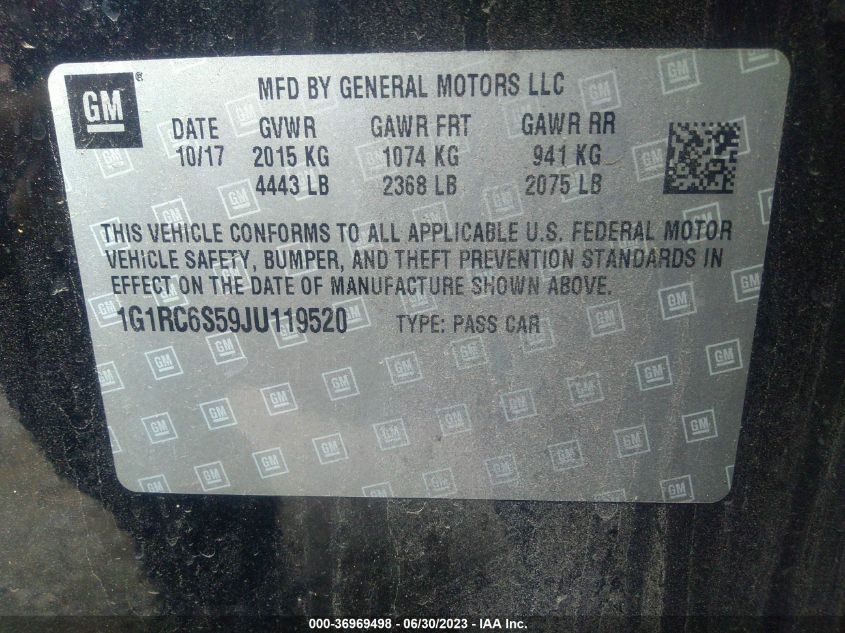 GM ®
MFD BY GENERAL MOTORS LLC
DATE GVWR GAWR FRT GAWR RR
10/17 2015 KG 1074 KG 941 KG
4443 LB 2368 LB 2075 LB
THIS VEHICLE CONFORMS TO ALL APPLICABLE U.S. FEDERAL MOTOR
VEHICLE SAFETY, BUMPER, AND THEFT PREVENTION STANDARDS IN
EFFECT ON THE DATE OF MANUFACTURE SHOWN ABOVE.
1G1RC6S59JU119520 TYPE: PASS CAR
000-36969498 - 06/30/2023 - IAA Inc.